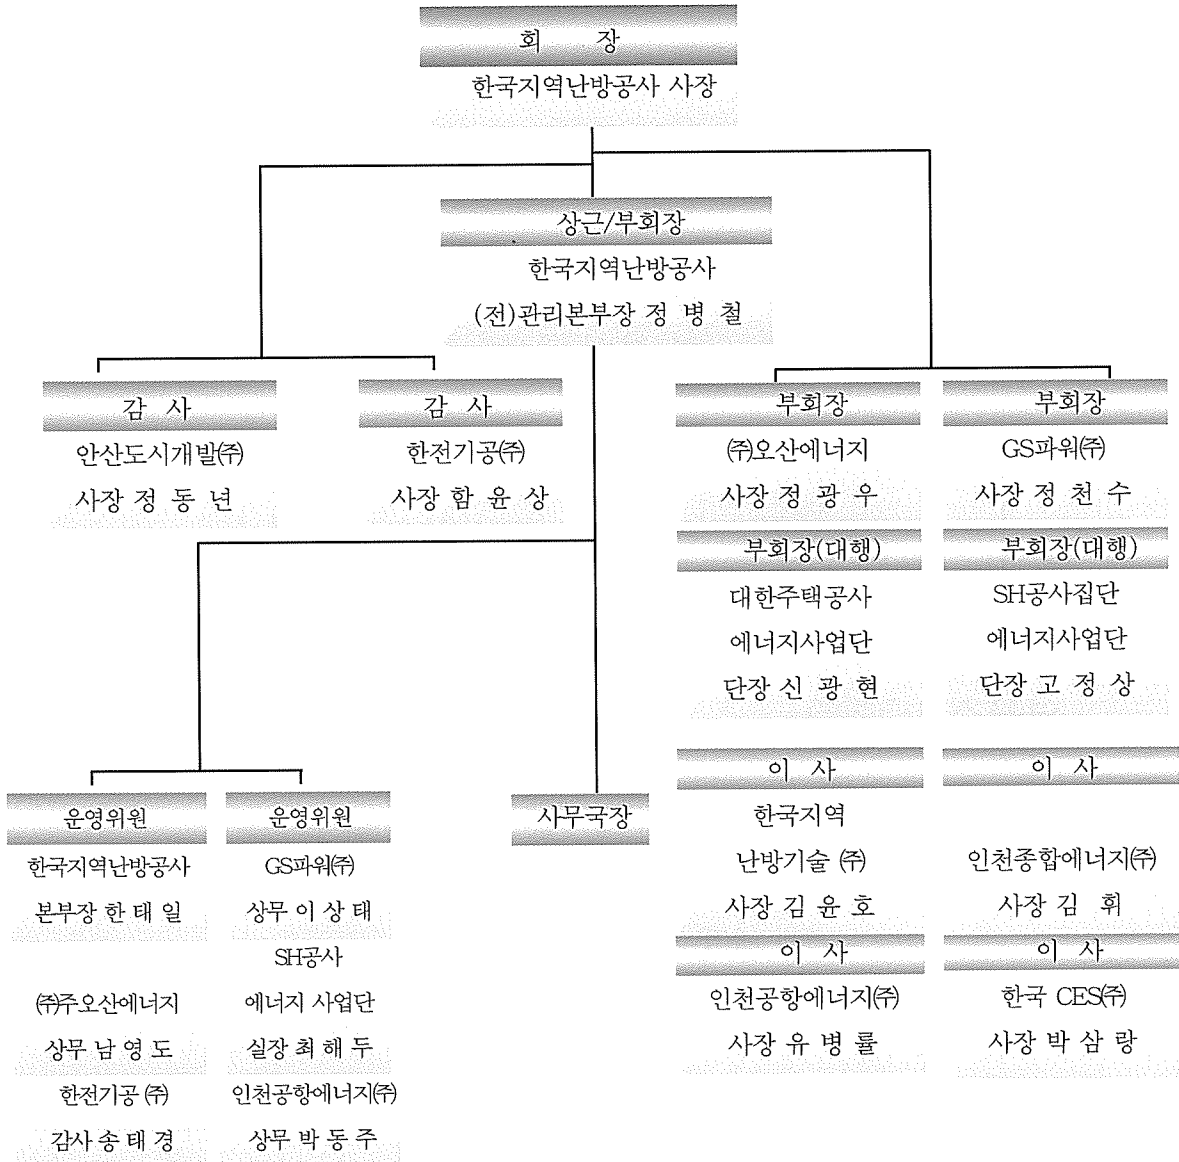 회 장
한국지역난방공사 사장
상근/부회장
한국지역난방공사
(전)관리본부장 정 병 철
감 사
안산도시개발㈜
사장 정 동 년
감 사
한전기공㈜
사장 함 윤 상
부회장
㈜오산에너지
사장 정 광 우
부회장
GS파워㈜
사장 정 천 수
부회장(대행)
대한주택공사
에너지사업단
단장 신 광 현
부회장(대행)
SH공사집단
에너지사업단
단장 고 정 상
이 사
한국지역
난방기술 ㈜
사장 김 윤 호
이 사
인천종합에너지㈜
사장 김 휘
이 사
인천공항에너지㈜
사장 유 병 률
이 사
한국 CES㈜
사장 박 삼 랑
운영위원
한국지역난방공사
본부장 한 태 일
㈜주오산에너지
상무 남 영 도
한전기공 ㈜
감사 송 태 경
운영위원
GS파워㈜
상무 이 상 태
SH공사
에너지 사업단
실장 최 해 두
인천공항에너지㈜
상무 박 동 주
사무국장